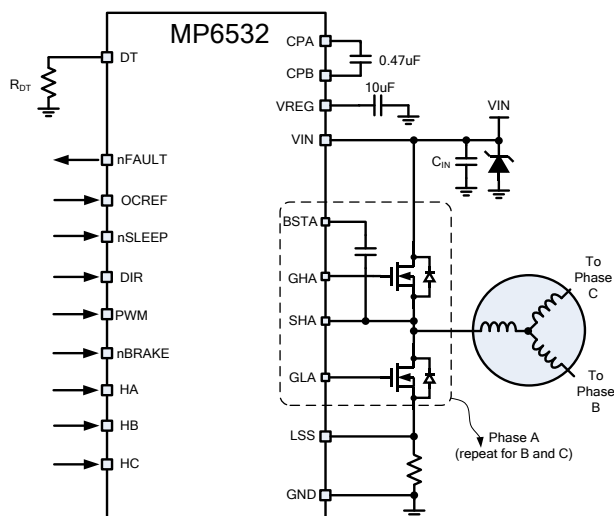 MP6532
DT
R_DT
nFAULT
OCREF
nSLEEP
DIR
PWM
nBRAKE
HA
HB
HC
CPA
0.47uF
CPB
10uF
VREG
VIN
VIN
C_IN
BSTA
GHA
SHA
GLA
LSS
GND
To
Phase
C
To
Phase
B
Phase A
(repeat for B and C)